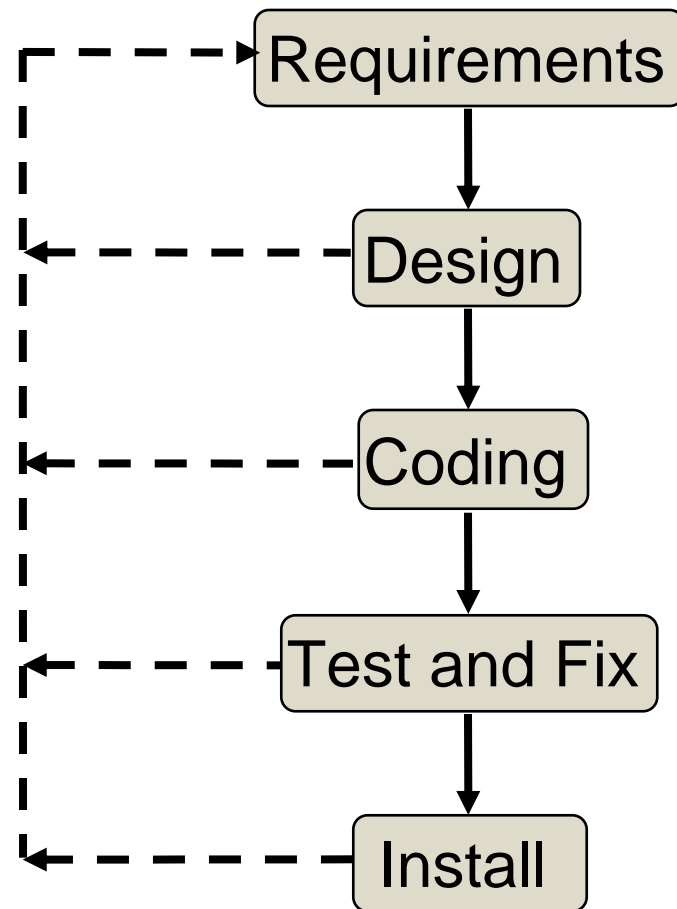 Requirements
Design
Coding
Test and Fix
Install